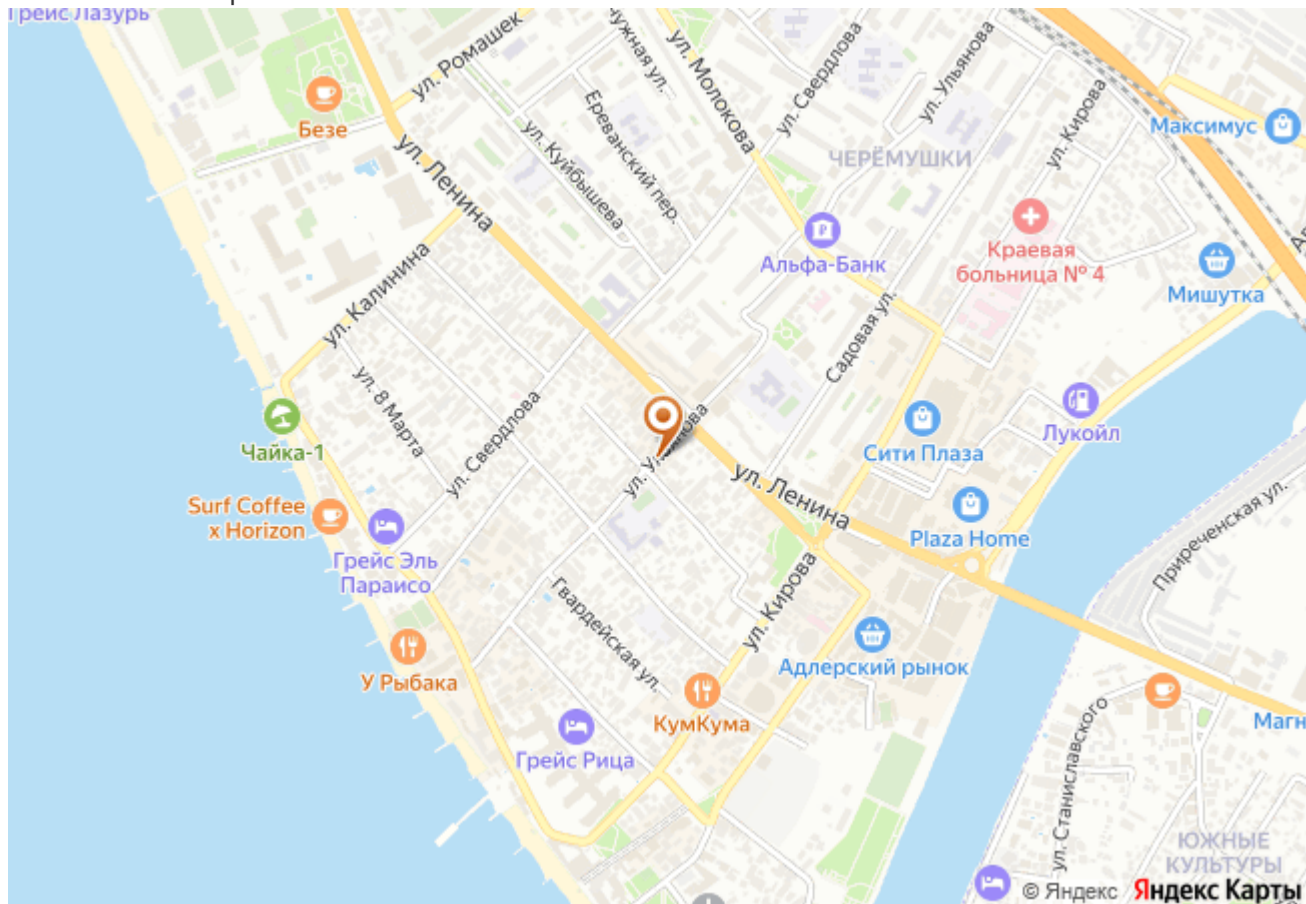 Грейс Лазурь
ул. Ромашек
ул. Молокова
ул. Свердлова
ул. Ульянова
ул. Кирова
Максимус
Безе
Ереванский пер.
ул. Куйбышева
ЧЕРЁМУШКИ
ул. Ленина
Альфа-Банк
Краевая
больница № 4
Мишутка
ул. Калинина
Садовая ул.
ул. 8 Марта
Чайка-1
ул. Свердлова
Сити Плаза
Лукойл
ул. Ленина
Surf Coffee
x Horizon
Plaza Home
Приреченская ул.
Грейс Эль
Параисо
Гвардейская ул.
ул. Кирова
Адлерский рынок
У Рыбака
КумКума
Магн
Грейс Рица
ул. Станиславского
ЮЖНЫЕ
КУЛЬТУРЫ
© Яндекс Яндекс Карты